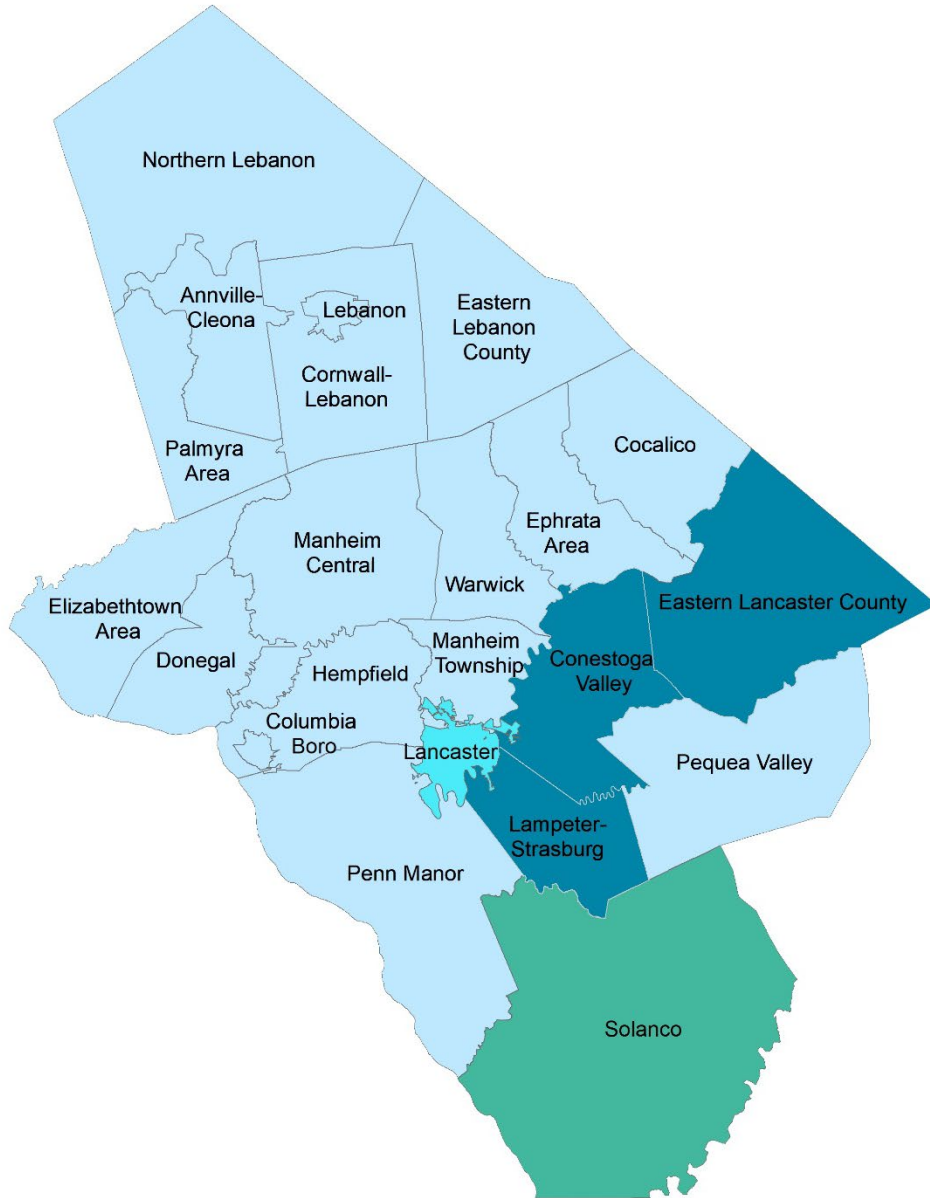 Northern Lebanon
Annville-
Cleona
Lebanon
Eastern
Lebanon
County
Cornwall-
Lebanon
Palmyra
Area
Cocalico
Ephrata
Area
Manheim
Central
Warwick
Elizabethtown
Area
Eastern Lancaster County
Donegal
Hempfield
Manheim
Township
Conestoga
Valley
Columbia
Boro
Lancaster
Pequea Valley
Lampeter-
Strasburg
Penn Manor
Solanco